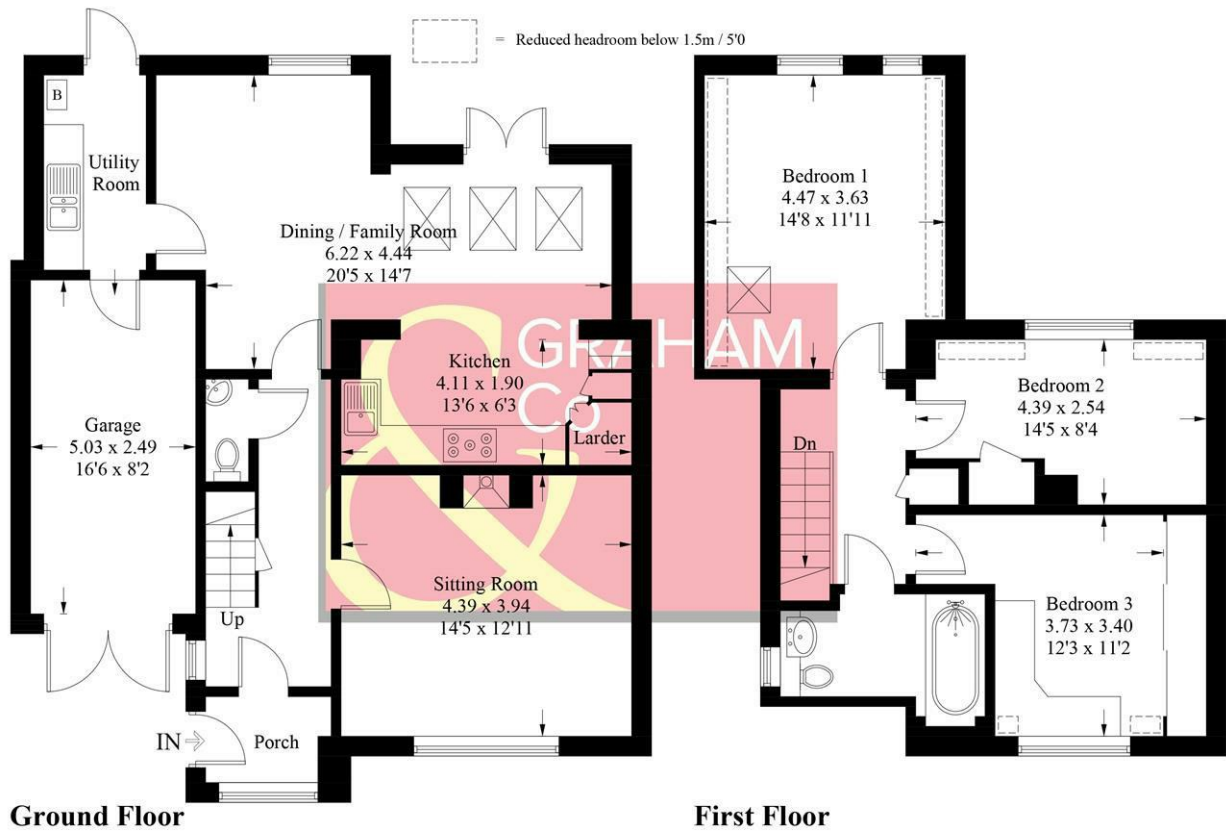 = Reduced headroom below 1.5m / 5'0
B
Utility
Room
Dining / Family Room
6.22 x 4.44
20'5 x 14'7
Bedroom 1
4.47 x 3.63
14'8 x 11'11
GRAHAM
&
Co
Kitchen
4.11 x 1.90
13'6 x 6'3
Larder
Bedroom 2
4.39 x 2.54
14'5 x 8'4
Garage
5.03 x 2.49
16'6 x 8'2
Dn
Sitting Room
4.39 x 3.94
14'5 x 12'11
Up
Bedroom 3
3.73 x 3.40
12'3 x 11'2
IN
Porch
Ground Floor
First Floor